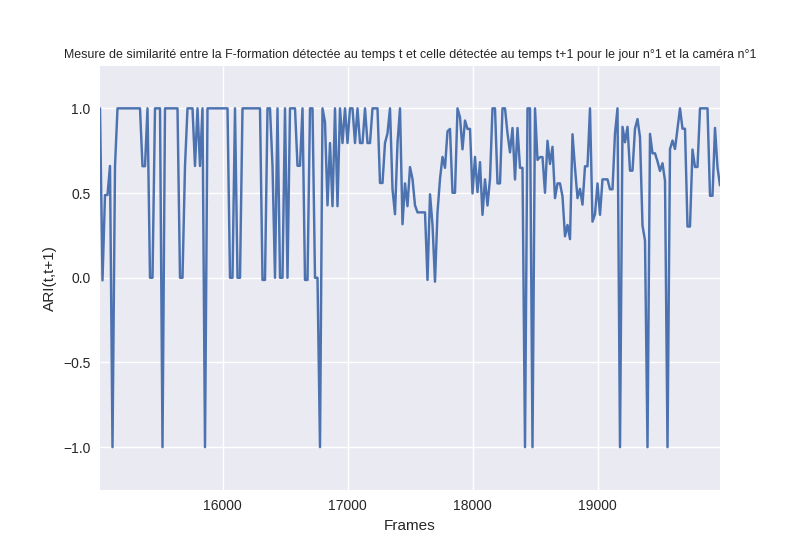 Mesure de similarité entre la F-formation détectée au temps t et celle détectée au temps t+1 pour le jour n°1 et la caméra n°1
1.0
0.5
0.0
−0.5
−1.0
ARI(t,t+1)
16000 17000 18000 19000
Frames